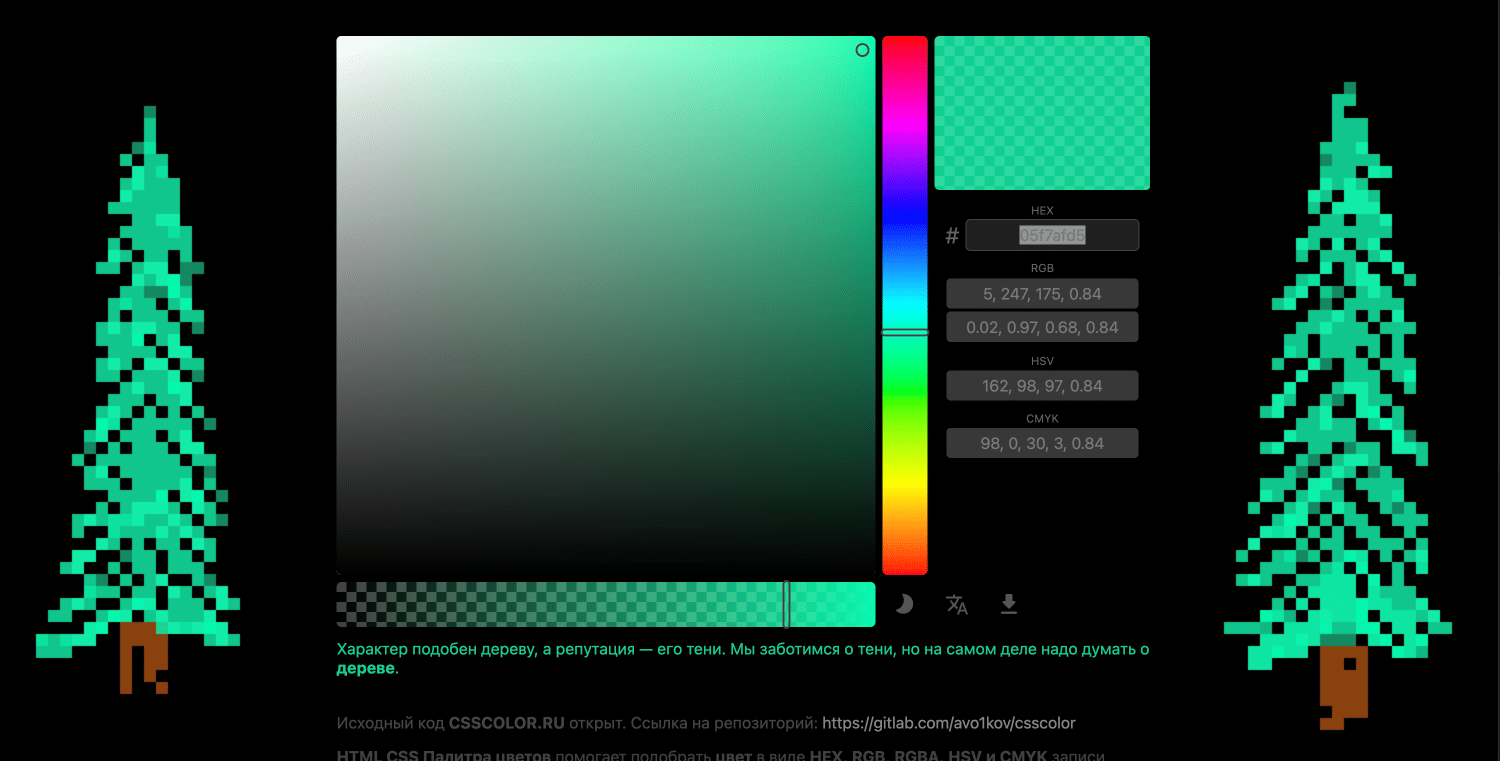 HEX
# 05f7afd5
RGB
5, 247, 175, 0.84
0.02, 0.97, 0.68, 0.84
HSV
162, 98, 97, 0.84
CMYK
98, 0, 30, 3, 0.84
Характер подобен дереву, а репутация — его тени. Мы заботимся о тени, но на самом деле надо думать о
дереве.
Исходный код CSSCOLOR.RU открыт. Ссылка на репозиторий: https://gitlab.com/avo1kov/csscolor
HTML CSS Палитра цветов помогает подобрать цвет в виде HEX, RGB, RGBA, HSV и CMYK записи